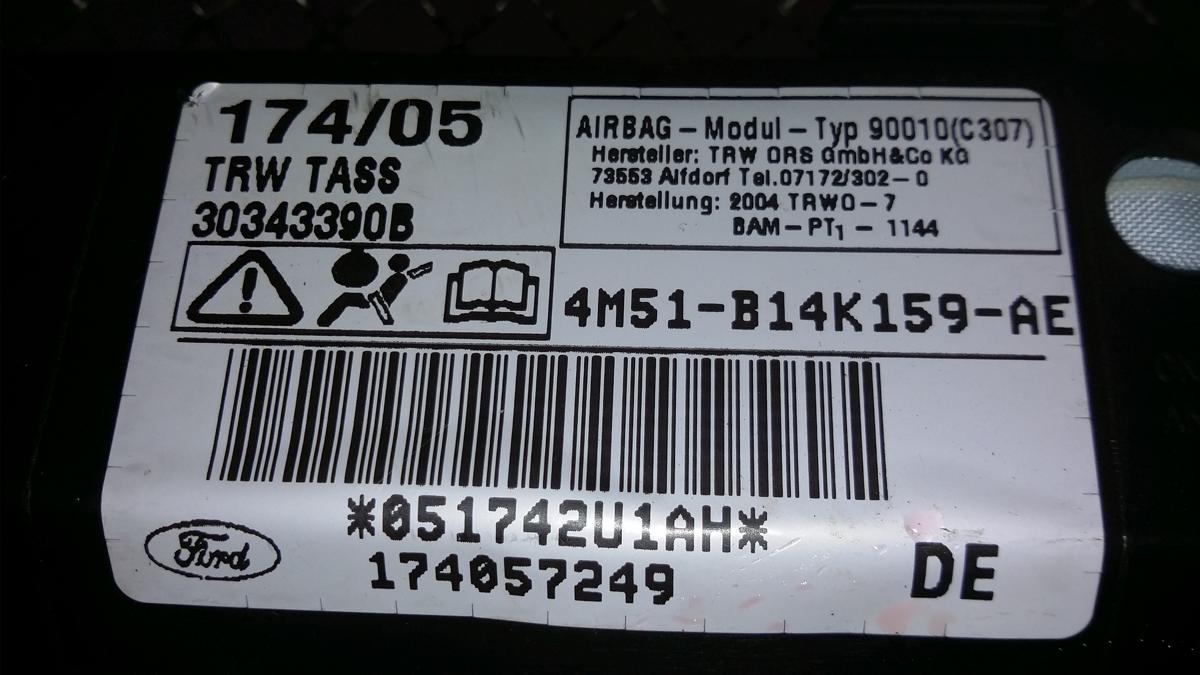 174/05
TRW TASS
30343390B
AIRBAG-Modul-Typ 90010(C307)
Hersteller: TRW ORS GmbH&Co KG
73553 Alfdorf Tel.07172/302-0
Herstellung: 2004 TRWO-7
BAM-PT1 - 1144
4M51-B14K159-AE
*051742U1AH*
174057249
Ford
DE